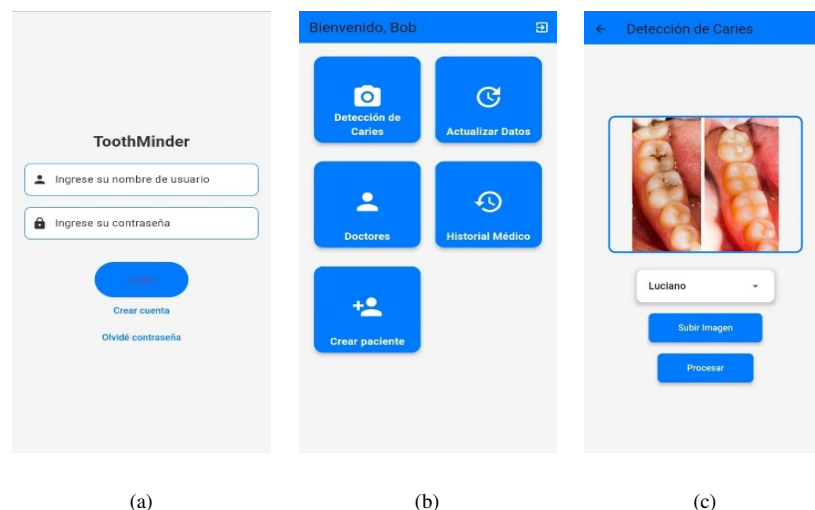 ToothMinder
Ingrese su nombre de usuario
Ingrese su contraseña
Login
Crear cuenta
Olvidé contraseña
(a)
Bienvenido, Bob
Detección de
Caries
Actualizar Datos
Doctores
Historial Médico
Crear paciente
(b)
Detección de Caries
Luciano
Subir Imagen
Procesar
(c)